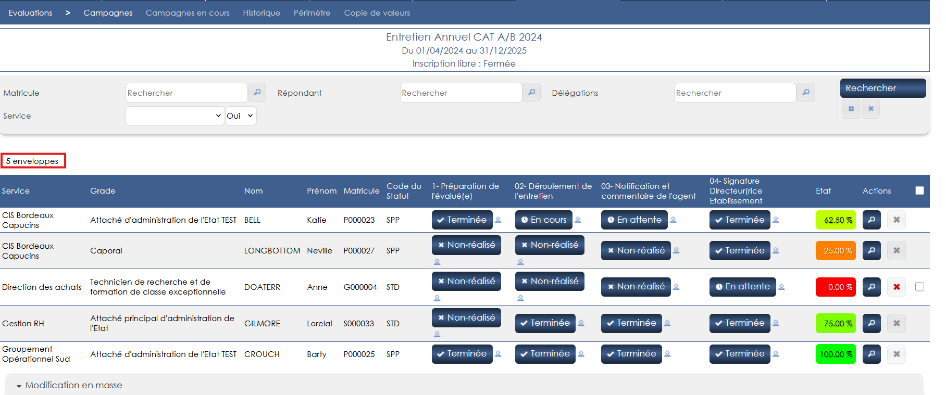 Evaluations > Campagnes Campagnes en cours Historique Périmètre Copie de valeurs
Entretien Annuel CAT A/B 2024
Du 01/04/2024 au 31/12/2025
Inscription libre : Fermée
Matricule Rechercher Répondant Rechercher Délégations Rechercher Rechercher
Service Oui
5 enveloppes
Service Grade Nom Prénom Matricule Code du Statut 1- Préparation de l'évalué(e) 02- Déroulement de l'entretien 03- Notification et commentaire de l'agent 04- Signature Directeur(rice Etablissement Etat Actions
CIS Bordeaux Capucins Attaché d'administration de l'Etat TEST BELL Katie P000023 SPP Terminée En cours En attente Terminée 62.50 %
CIS Bordeaux Capucins Caporal LONGBOTTOM Neville P000027 SPP Non-réalisé Non-réalisé Non-réalisé Terminée 25.00 %
Direction des achats Technicien de recherche et de formation de classe exceptionnelle DOATERR Anne G000004 STD Non-réalisé Non-réalisé Non-réalisé En attente 0.00 %
Gestion RH Attaché principal d'administration de l'Etat GILMORE Lorelai S000033 STD Non-réalisé Terminée Terminée Terminée 75.00 %
Groupement Opérationnel Sud Attaché d'administration de l'Etat TEST CROUCH Barty P000025 SPP Terminée Terminée Terminée Terminée 100.00 %
Modification en masse